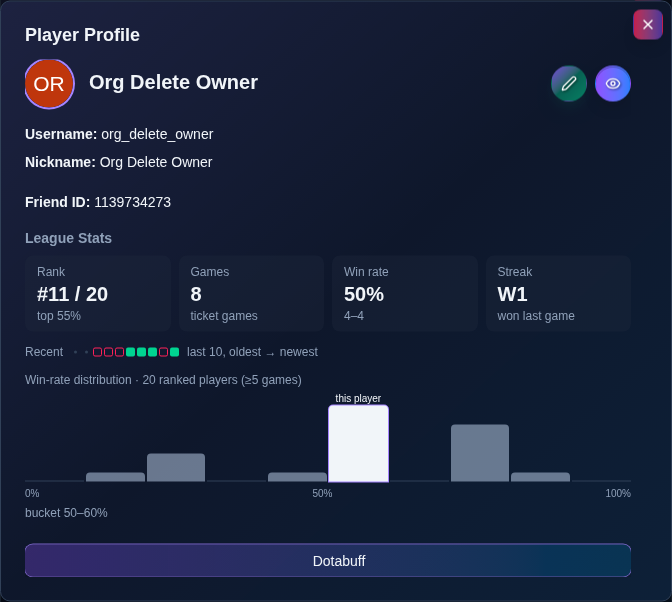 Player Profile
OR
Org Delete Owner
Username: org_delete_owner
Nickname: Org Delete Owner
Friend ID: 1139734273
League Stats
Rank
#11 / 20
top 55%
Games
8
ticket games
Win rate
50%
4–4
Streak
W1
won last game
Recent
last 10, oldest → newest
Win-rate distribution · 20 ranked players (≥5 games)
this player
0%
50%
100%
bucket 50–60%
Dotabuff